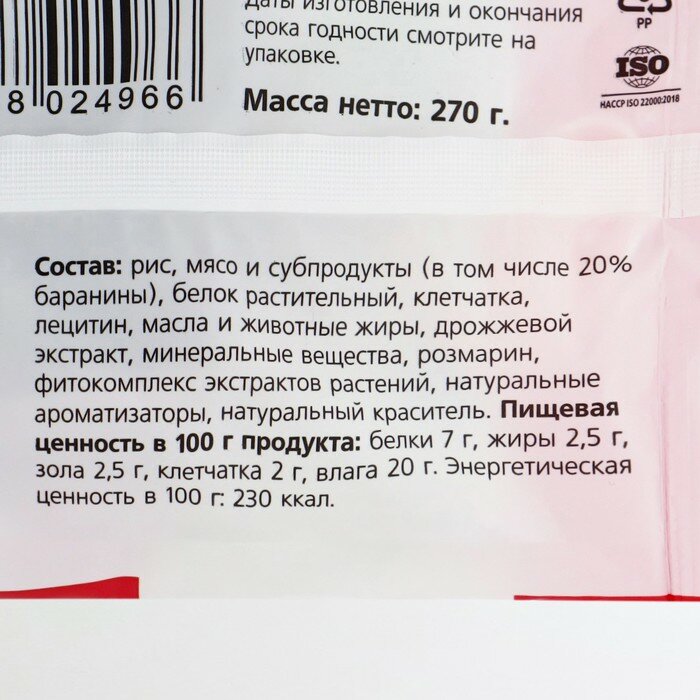 даты изготовления и окончания
срока годности смотрите на
упаковке.
Масса нетто: 270 г.
8 024966
PP
ISO
HACCP ISO 22000:2018
Состав: рис, мясо и субпродукты (в том числе 20%
баранины), белок растительный, клетчатка,
лецитин, масла и животные жиры, дрожжевой
экстракт, минеральные вещества, розмарин,
фитокомплекс экстрактов растений, натуральные
ароматизаторы, натуральный краситель. Пищевая
ценность в 100 г продукта: белки 7 г, жиры 2,5 г,
зола 2,5 г, клетчатка 2 г, влага 20 г. Энергетическая
ценность в 100 г: 230 ккал.